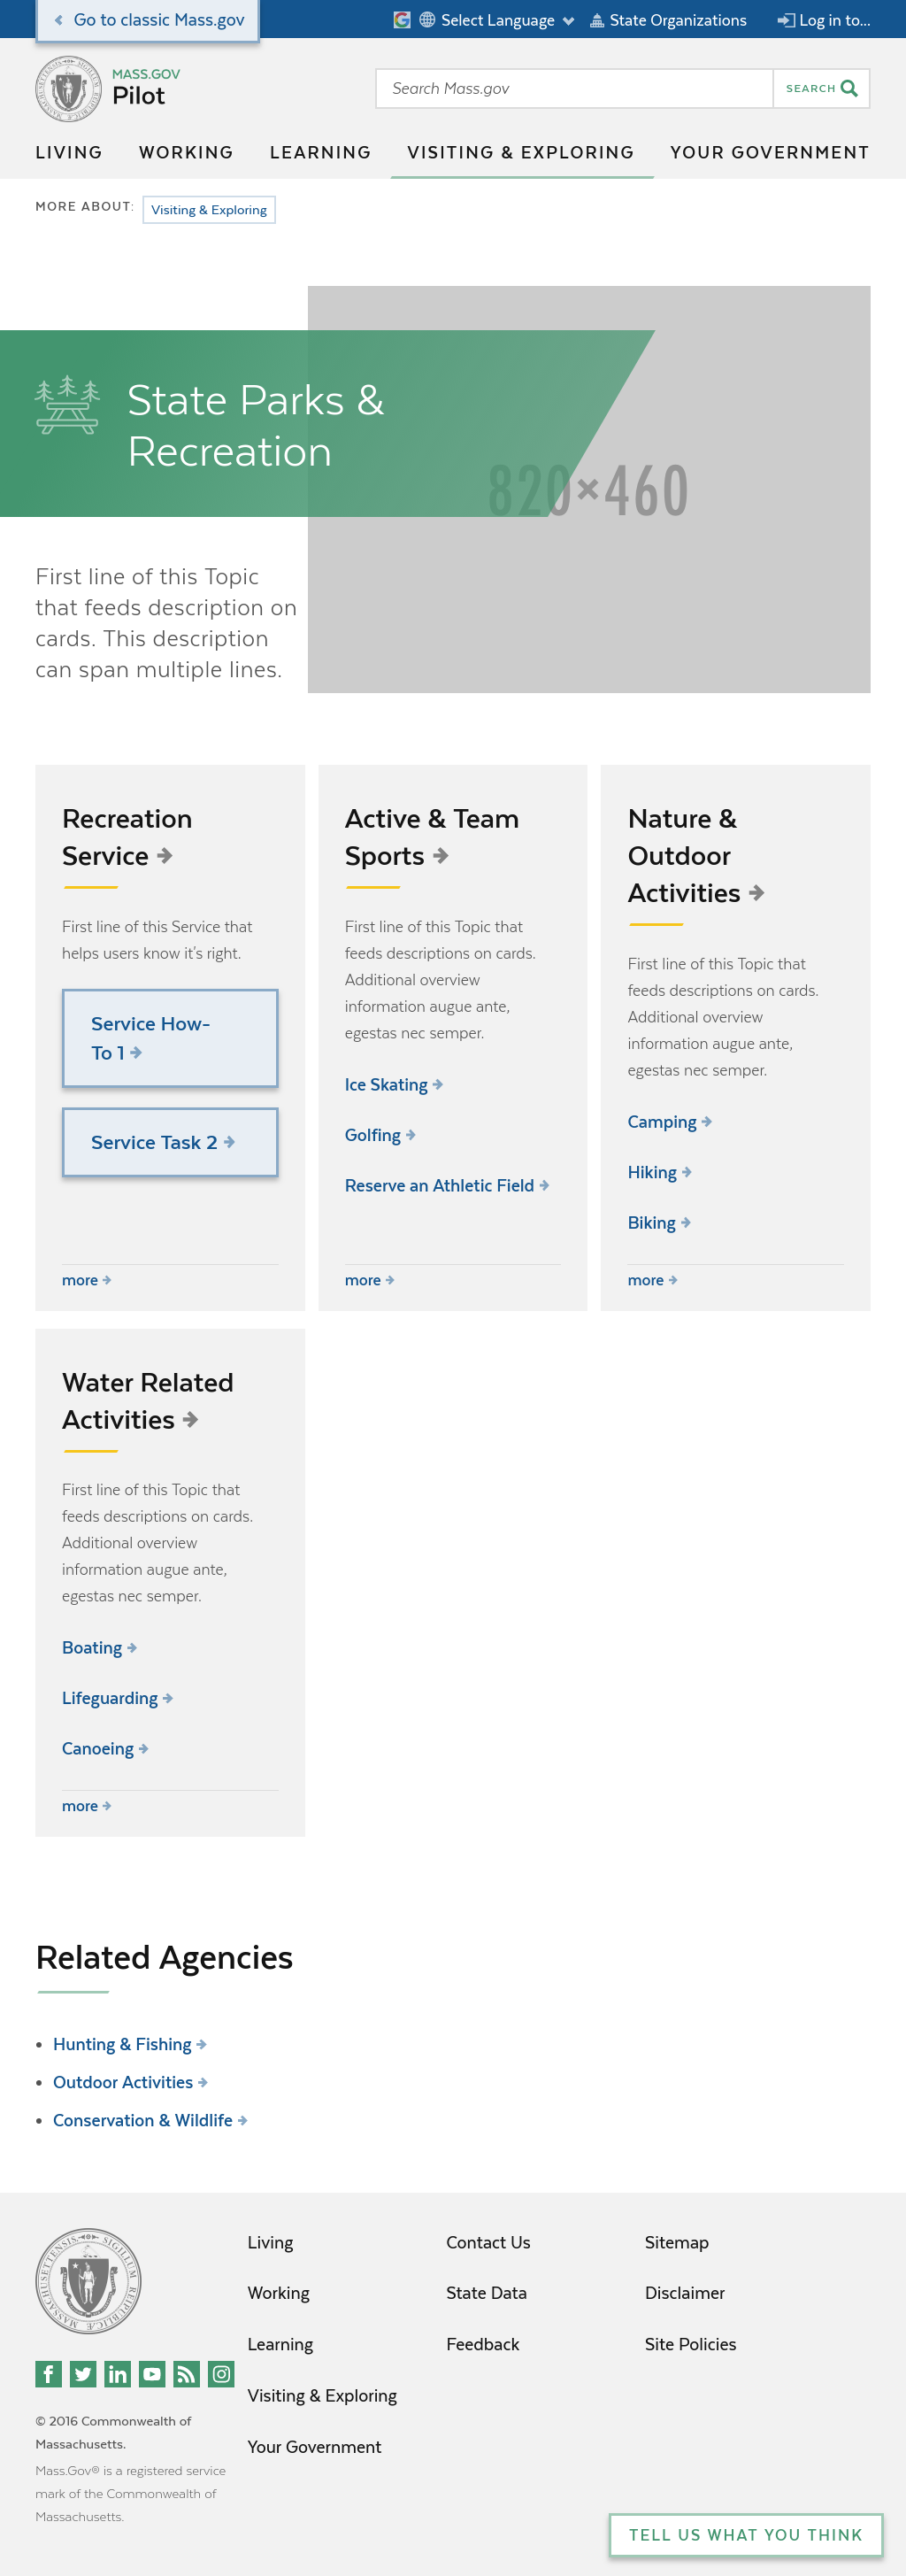 Go to classic Mass.gov
Select Language
State Organizations
Log in to...
MASS.GOV
Pilot
Search Mass.gov
SEARCH
LIVING
WORKING
LEARNING
VISITING & EXPLORING
YOUR GOVERNMENT
MORE ABOUT:
Visiting & Exploring
State Parks &
Recreation
820×460
First line of this Topic
that feeds description on
cards. This description
can span multiple lines.
Recreation
Service
First line of this Service that
helps users know it's right.
Service How-
To 1
Service Task 2
more
Active & Team
Sports
First line of this Topic that
feeds descriptions on cards.
Additional overview
information augue ante,
egestas nec semper.
Ice Skating
Golfing
Reserve an Athletic Field
more
Nature &
Outdoor
Activities
First line of this Topic that
feeds descriptions on cards.
Additional overview
information augue ante,
egestas nec semper.
Camping
Hiking
Biking
more
Water Related
Activities
First line of this Topic that
feeds descriptions on cards.
Additional overview
information augue ante,
egestas nec semper.
Boating
Lifeguarding
Canoeing
more
Related Agencies
Hunting & Fishing
Outdoor Activities
Conservation & Wildlife
© 2016 Commonwealth of
Massachusetts.
Mass.Gov® is a registered service
mark of the Commonwealth of
Massachusetts.
Living
Working
Learning
Visiting & Exploring
Your Government
Contact Us
State Data
Feedback
Sitemap
Disclaimer
Site Policies
TELL US WHAT YOU THINK